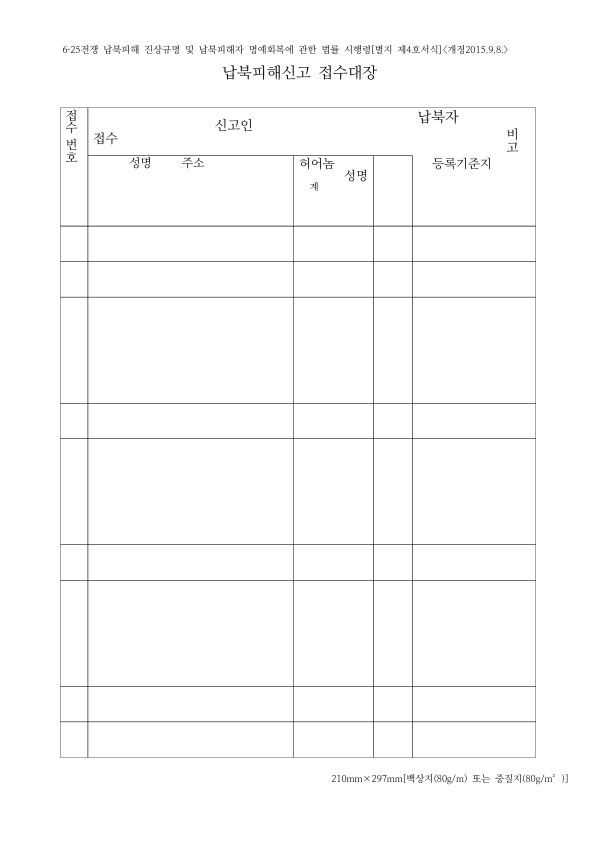 6·25전쟁 납북피해 진상규명 및 납북피해자 명예회복에 관한 법률 시행령[별지 제4호서식]<개정2015.9.8.>
납북피해신고 접수대장
접수번호
접수
신고인
납북자
비고
성명 주소
허어놈
계
성명
등록기준지
210mm×297mm[백상지(80g/m) 또는 중질지(80g/㎡ )]